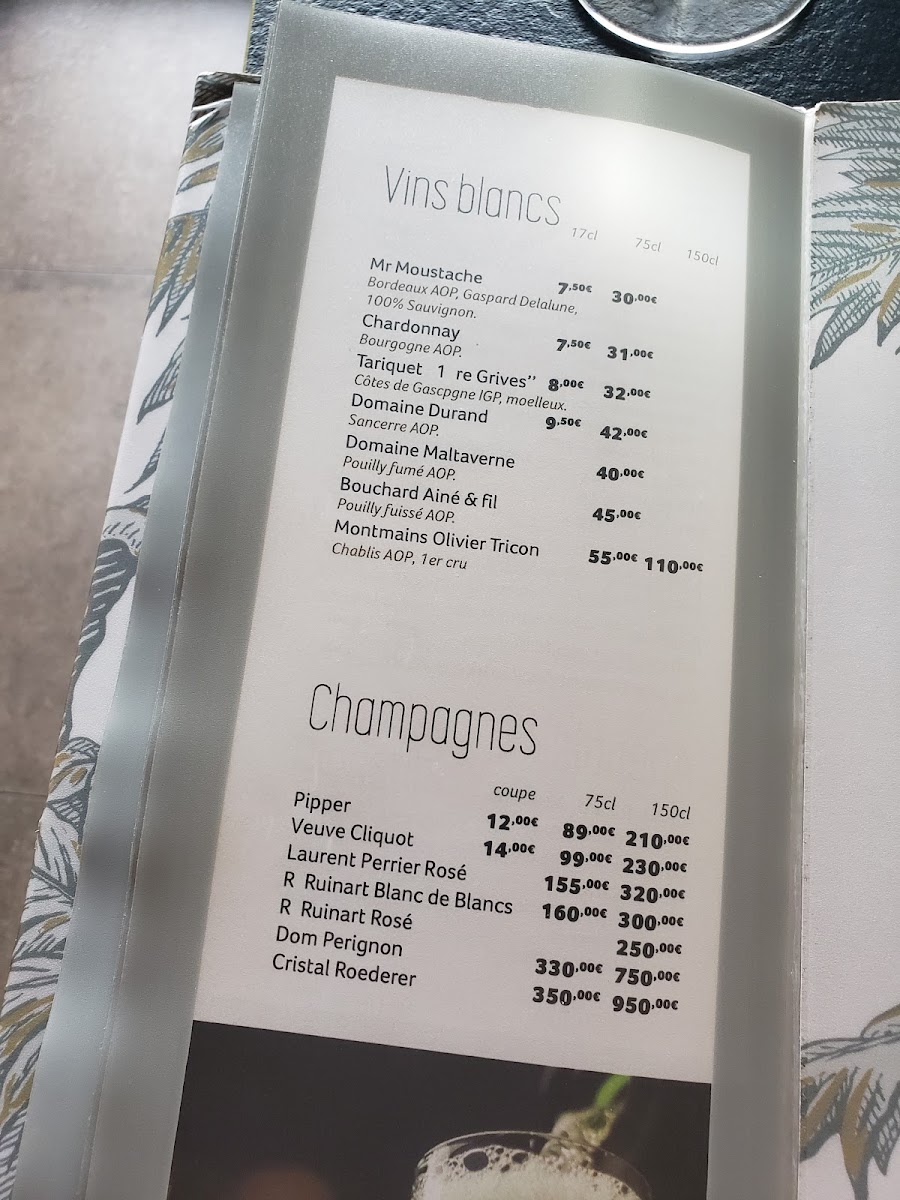 Vins blancs
17cl 75cl 150cl
Mr Moustache 7,50€ 30,00€
Bordeaux AOP, Gaspard Delalune,
100% Sauvignon.
Chardonnay 7,50€ 31,00€
Bourgogne AOP.
Tariquet 1 re Grives” 8,00€ 32,00€
Côtes de Gascpgne IGP, moelleux.
Domaine Durand 9,50€ 42,00€
Sancerre AOP.
Domaine Maltaverne 40,00€
Pouilly fumé AOP.
Bouchard Ainé & fil 45,00€
Pouilly fuissé AOP.
Montmains Olivier Tricon 55,00€ 110,00€
Chablis AOP, 1er cru
Champagnes
coupe 75cl 150cl
Pipper 12,00€ 89,00€ 210,00€
Veuve Cliquot 14,00€ 99,00€ 230,00€
Laurent Perrier Rosé 155,00€ 320,00€
R Ruinart Blanc de Blancs 160,00€ 300,00€
R Ruinart Rosé 250,00€
Dom Perignon 330,00€ 750,00€
Cristal Roederer 350,00€ 950,00€